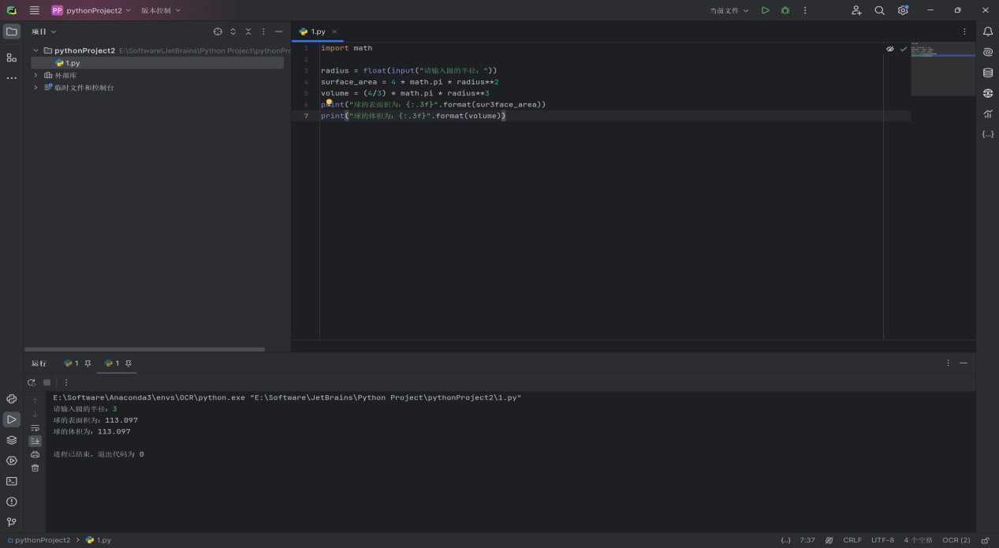 PP pythonProject2 版本控制 当前文件
项目
1.py
pythonProject2 E:\Software\JetBrains\Python Project\pythonPro
1.py
外部库
临时文件和控制台
1 import math
2
3 radius = float(input("请输入圆的半径："))
4 surface_area = 4 * math.pi * radius**2
5 volume = (4/3) * math.pi * radius**3
6 print("球的表面积为：{:.3f}".format(sur3face_area))
7 print("球的体积为：{:.3f}".format(volume))
运行 1 1
E:\Software\Anaconda3\envs\OCR\python.exe "E:\Software\JetBrains\Python Project\pythonProject2\1.py"
请输入圆的半径：3
球的表面积为：113.097
球的体积为：113.097
进程已结束，退出代码为 0
pythonProject2 > 1.py {…} 7:37 CRLF UTF-8 4 个空格 OCR (2)